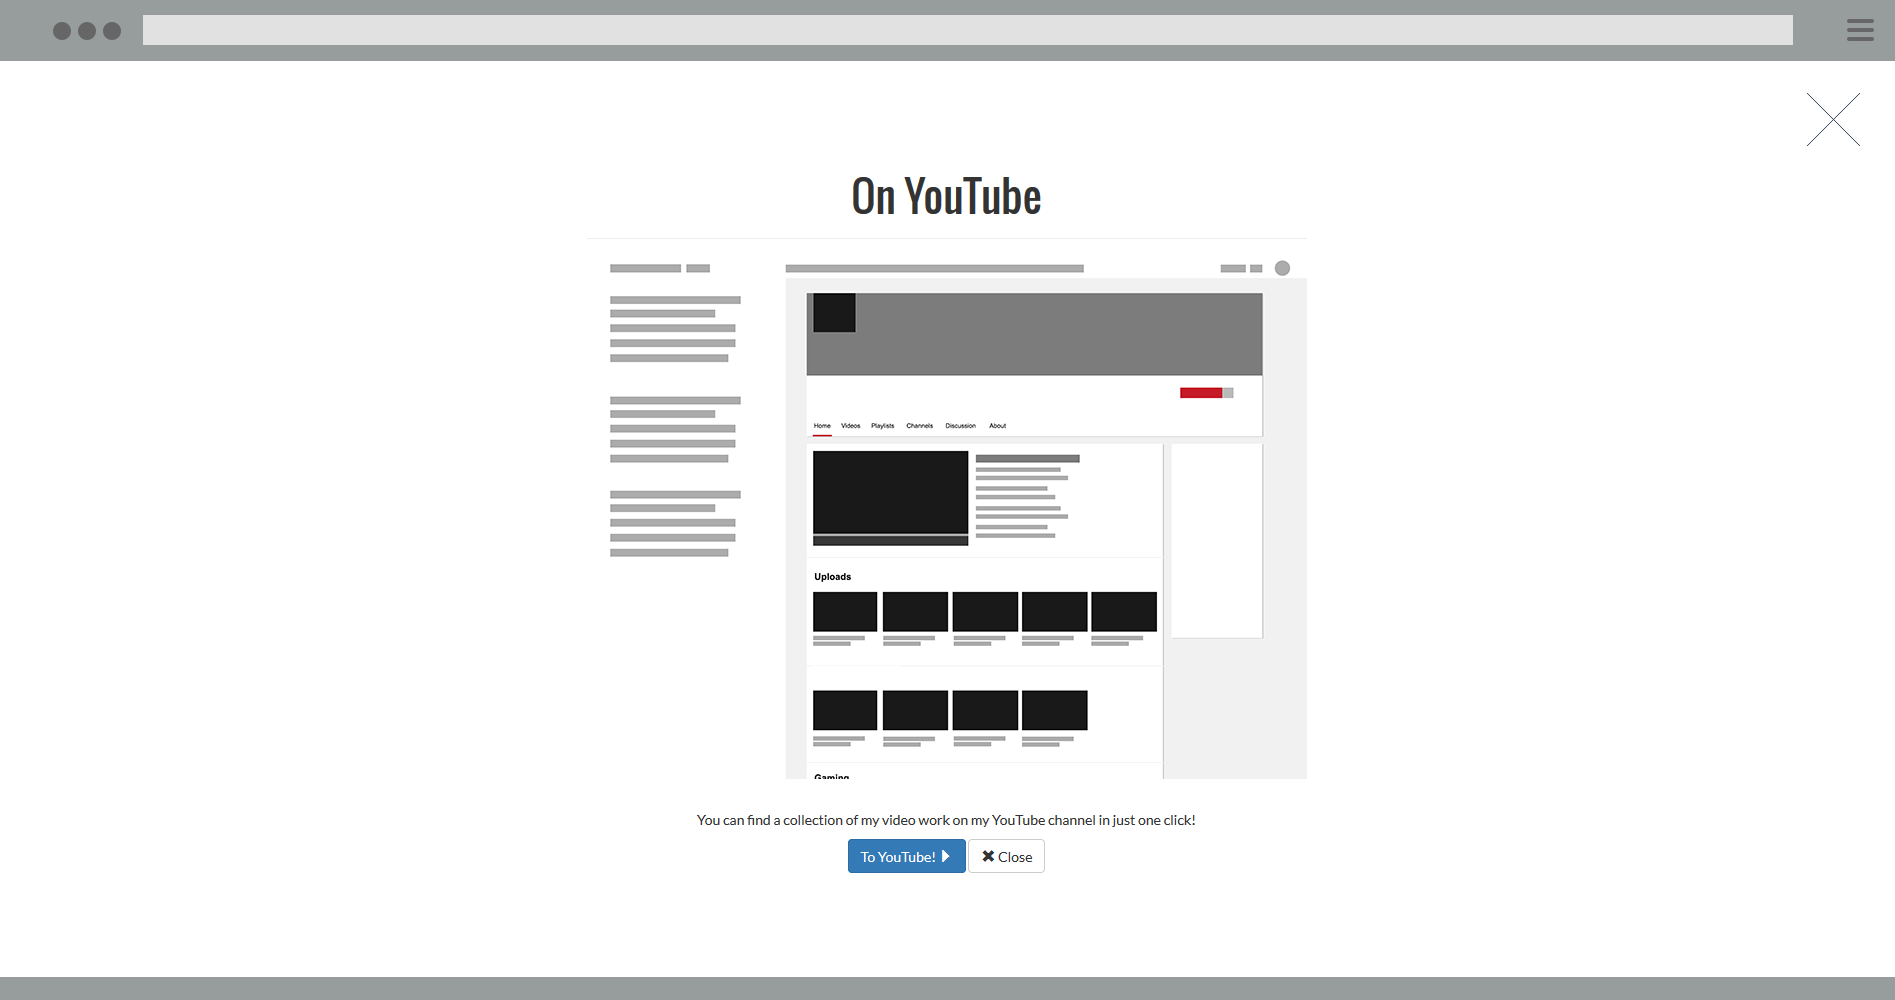 On YouTube
Home Videos Playlists Channels Discussion About
Uploads
Gaming
You can find a collection of my video work on my YouTube channel in just one click!
To YouTube! Close